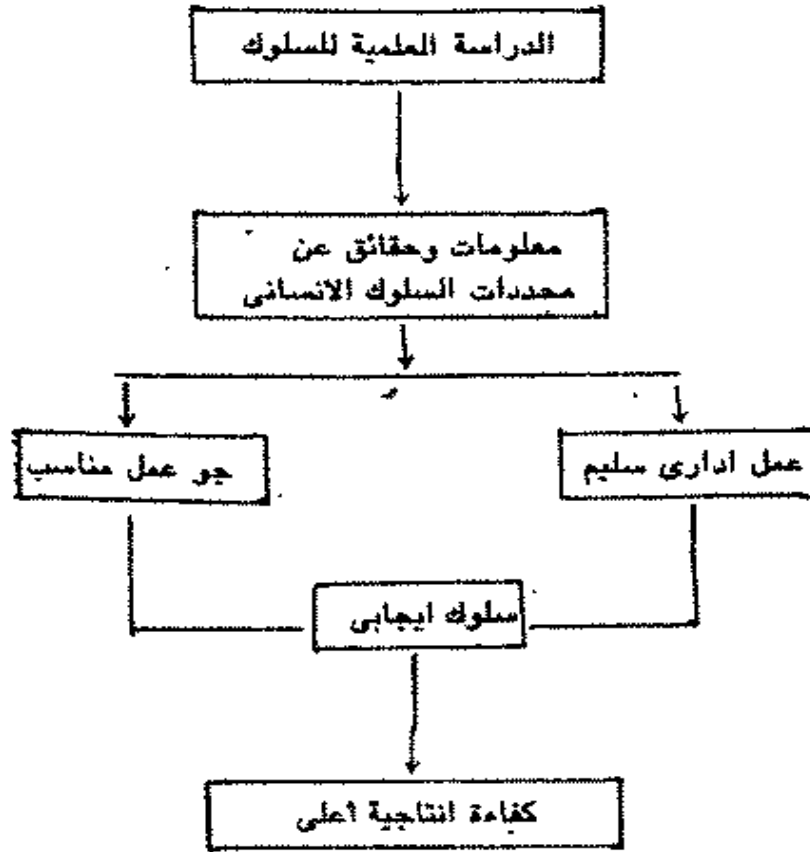 الدراسة العلمية للسلوك
معلومات وحقائق عن
محددات السلوك الانسانى
عمل ادارى سليم
جو عمل مناسب
سلوك ايجابى
كفاءة انتاجية أعلى